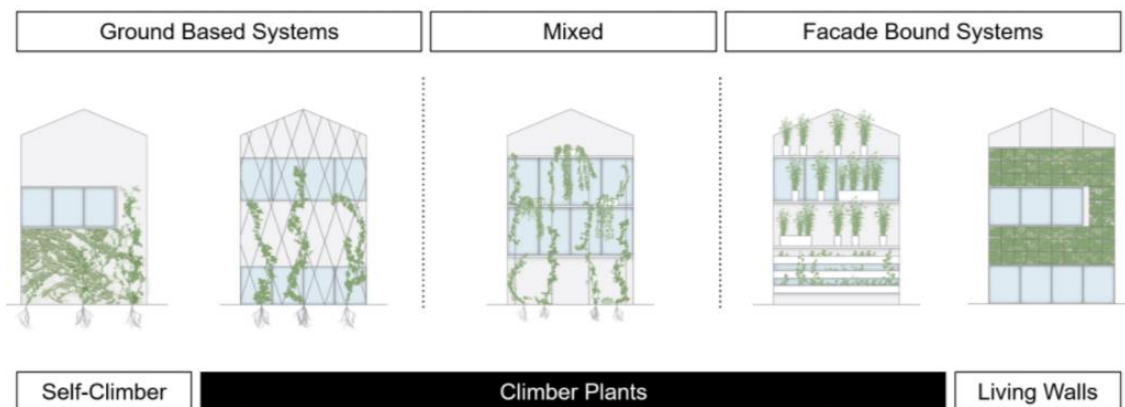 Ground Based Systems
Mixed
Facade Bound Systems
Self-Climber
Climber Plants
Living Walls